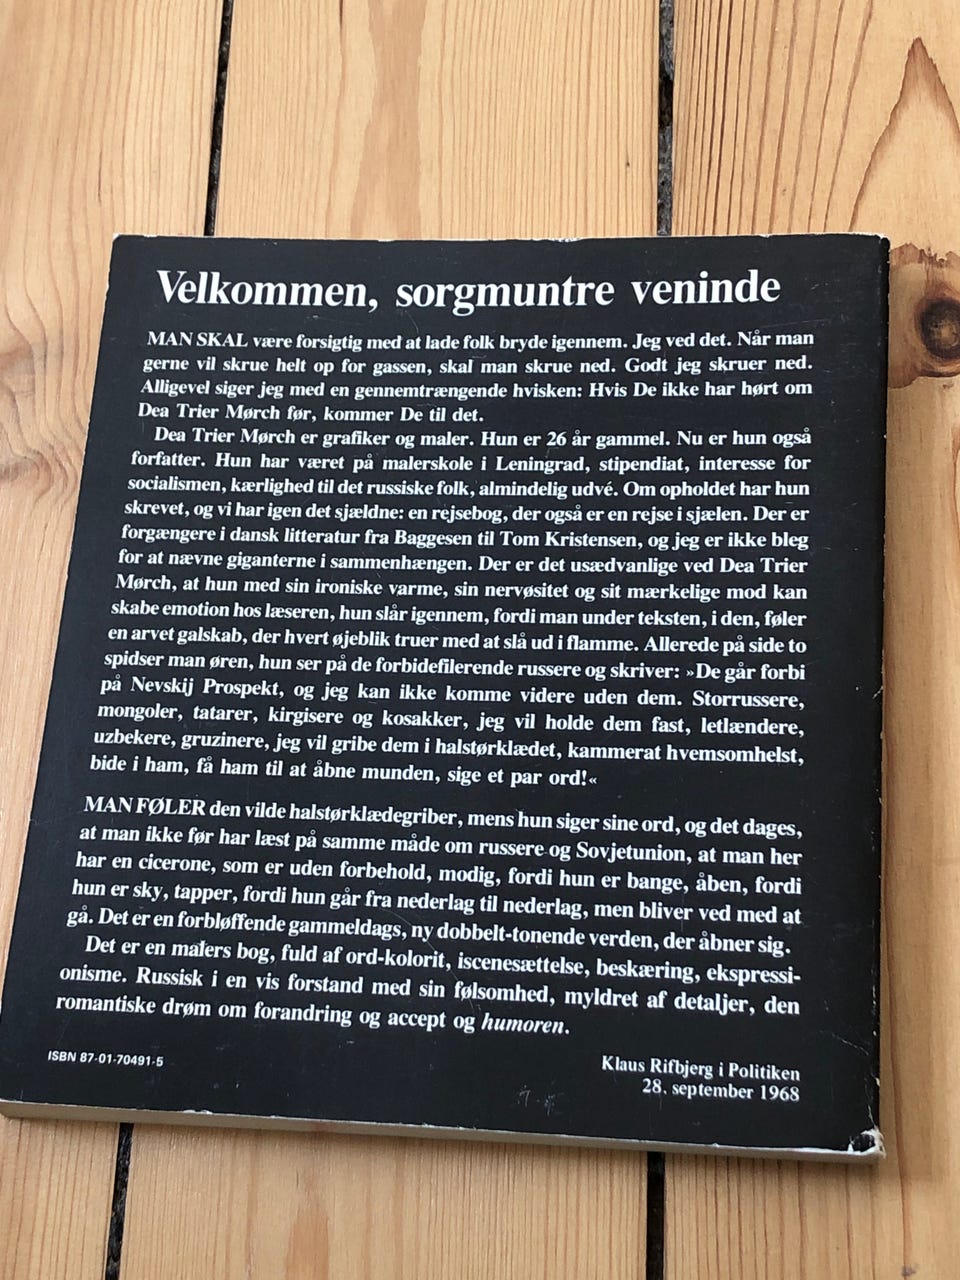 Velkommen, sorgmuntre veninde
MAN SKAL være forsigtig med at lade folk bryde igennem. Jeg ved det. Når man
gerne vil skrue helt op for gassen, skal man skrue ned. Godt jeg skruer ned.
Alligevel siger jeg med en gennemtrængende hvisken: Hvis De ikke har hørt om
Dea Trier Mørch før, kommer De til det.
Dea Trier Mørch er grafiker og maler. Hun er 26 år gammel. Nu er hun også
forfatter. Hun har været på malerskole i Leningrad, stipendiat, interesse for
socialismen, kærlighed til det russiske folk, almindelig udvé. Om opholdet har hun
skrevet, og vi har igen det sjældne: en rejsebog, der også er en rejse i sjælen. Der er
forgængere i dansk litteratur fra Baggesen til Tom Kristensen, og jeg er ikke bleg
for at nævne giganterne i sammenhængen. Der er det usædvanlige ved Dea Trier
Mørch, at hun med sin ironiske varme, sin nervøsitet og sit mærkelige mod kan
skabe emotion hos læseren, hun slår igennem, fordi man under teksten, i den, føler
en arvet galskab, der hvert øjeblik truer med at slå ud i flamme. Allerede på side to
spidser man øren, hun ser på de forbidefilerende russere og skriver: »De går forbi
på Nevskij Prospekt, og jeg kan ikke komme videre uden dem. Storrussere,
mongoler, tatarer, kirgisere og kosakker, jeg vil holde dem fast, letlændere,
uzbekere, gruzinere, jeg vil gribe dem i halstørklædet, kammerat hvemsomhelst,
bide i ham, få ham til at åbne munden, sige et par ord!«
MAN FØLER den vilde halstørklædegriber, mens hun siger sine ord, og det dages,
at man ikke før har læst på samme måde om russere og Sovjetunion, at man her
har en cicerone, som er uden forbehold, modig, fordi hun er bange, åben, fordi
hun er sky, tapper, fordi hun går fra nederlag til nederlag, men bliver ved med at
gå. Det er en forbløffende gammeldags, ny dobbelt-tonende verden, der åbner sig.
Det er en malers bog, fuld af ord-kolorit, iscenesættelse, beskæring, ekspressi-
onisme. Russisk i en vis forstand med sin følsomhed, myldret af detaljer, den
romantiske drøm om forandring og accept og humoren.
ISBN 87-01-70491-5
Klaus Rifbjerg i Politiken
28. september 1968